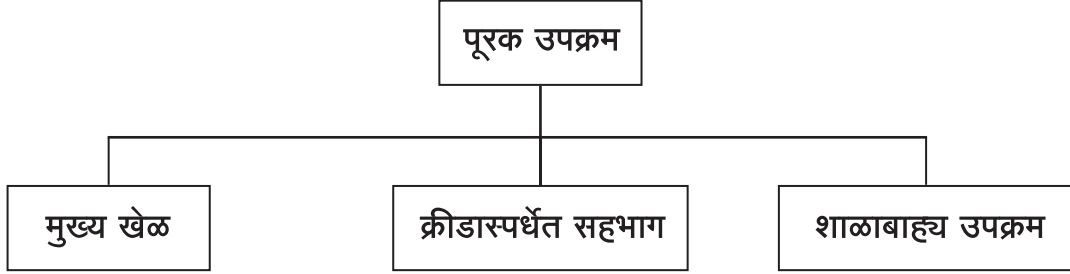 पूरक उपक्रम
मुख्य खेळ
क्रीडास्पर्धेत सहभाग
शाळाबाह्य उपक्रम